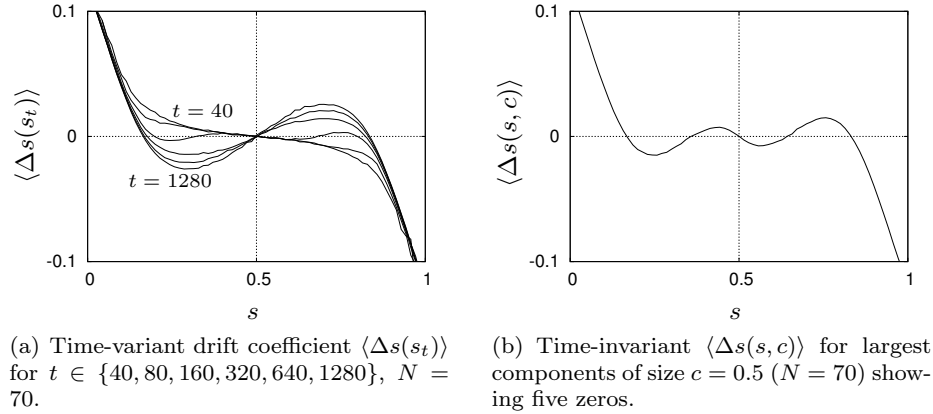 0.1
0
-0.1
⟨Δs(s_t)⟩
t = 40
t = 1280
0 0.5 1
s
0.1
0
-0.1
⟨Δs(s, c)⟩
0 0.5 1
s
(a) Time-variant drift coefficient ⟨Δs(s_t)⟩
for t ∈ {40, 80, 160, 320, 640, 1280}, N =
70.
(b) Time-invariant ⟨Δs(s, c)⟩ for largest
components of size c = 0.5 (N = 70) show-
ing five zeros.